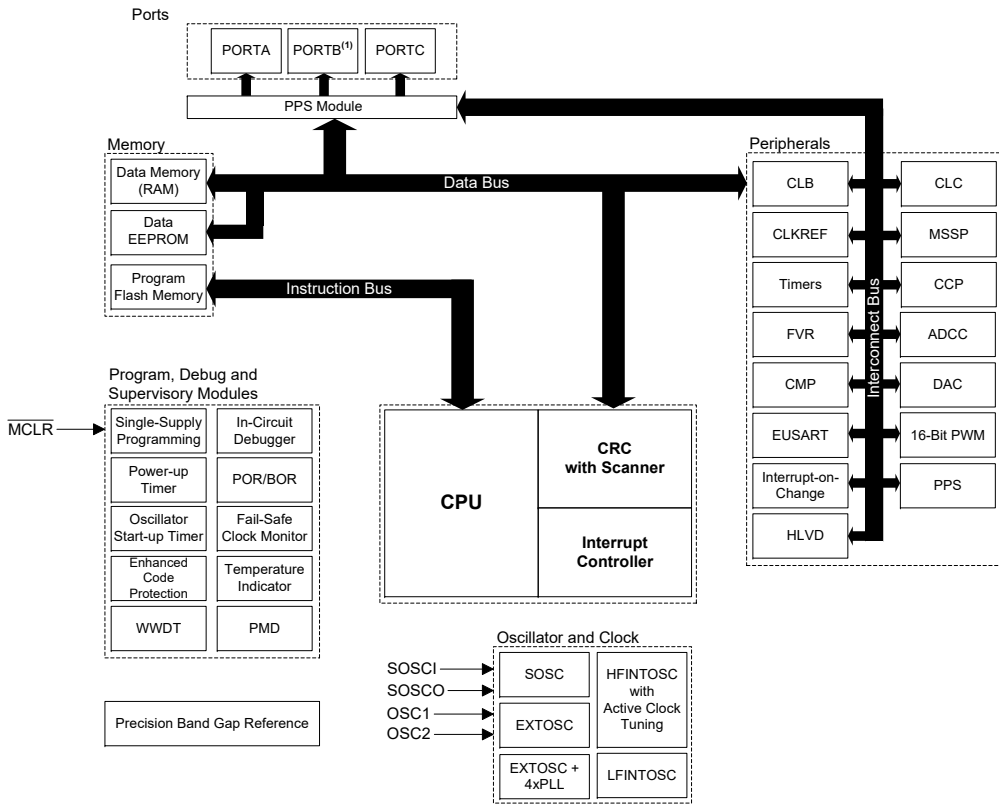 Ports
PORTA
PORTB(1)
PORTC
PPS Module
Memory
Data Memory
(RAM)
Data
EEPROM
Program
Flash Memory
Data Bus
Instruction Bus
Peripherals
CLB
CLC
CLKREF
MSSP
Timers
CCP
FVR
ADCC
CMP
DAC
EUSART
16-Bit PWM
Interrupt-on-
Change
PPS
HLVD
Interconnect Bus
Program, Debug and
Supervisory Modules
MCLR
Single-Supply
Programming
In-Circuit
Debugger
Power-up
Timer
POR/BOR
Oscillator
Start-up Timer
Fail-Safe
Clock Monitor
Enhanced
Code
Protection
Temperature
Indicator
WWDT
PMD
CPU
CRC
with Scanner
Interrupt
Controller
Precision Band Gap Reference
Oscillator and Clock
SOSCI
SOSCO
OSC1
OSC2
SOSC
HFINTOSC
with
Active Clock
Tuning
EXTOSC
EXTOSC +
4xPLL
LFINTOSC